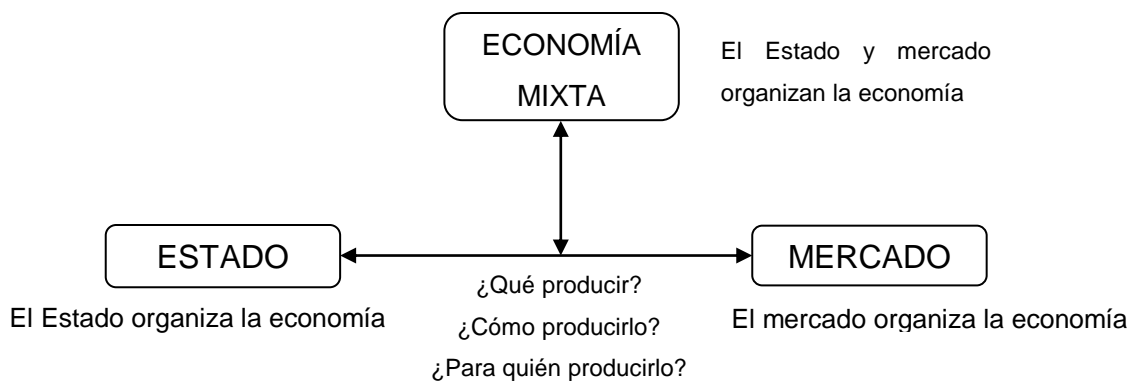 ECONOMÍA
MIXTA
El Estado y mercado
organizan la economía
ESTADO
MERCADO
El Estado organiza la economía
¿Qué producir?
¿Cómo producirlo?
¿Para quién producirlo?
El mercado organiza la economía